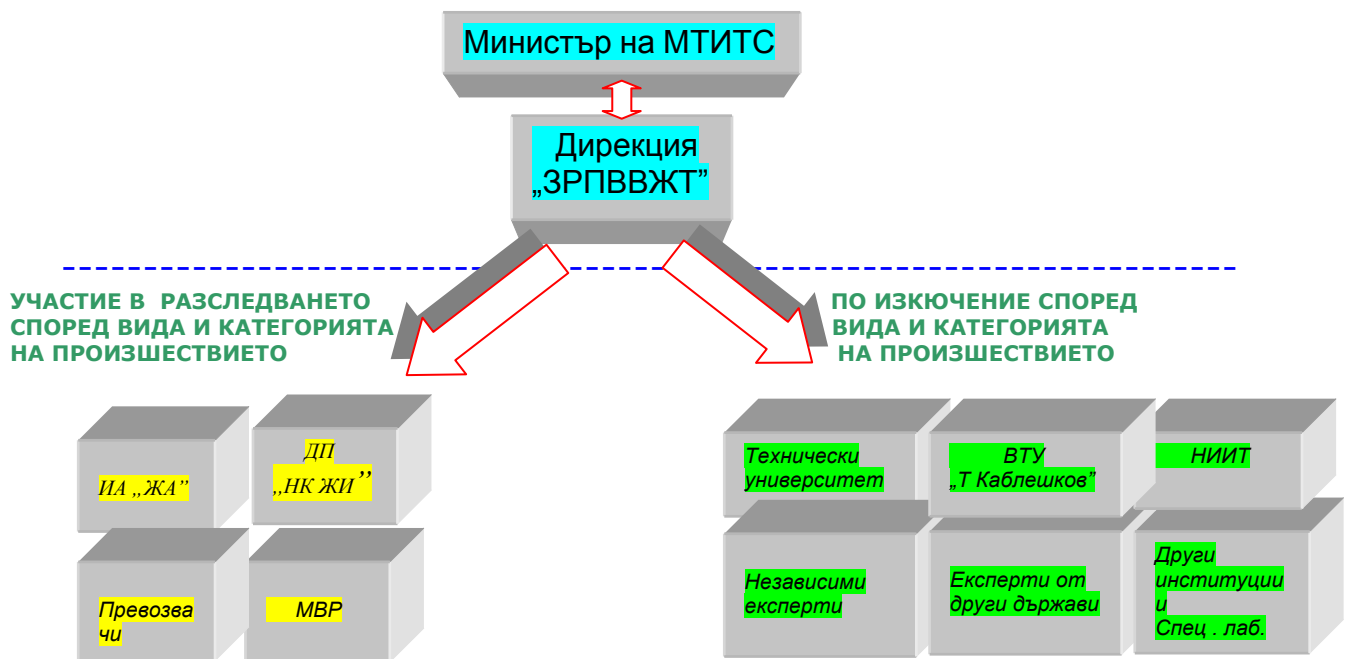 Министър на МТИТС
Дирекция
„ЗРПВВЖТ”
УЧАСТИЕ В РАЗСЛЕДВАНЕТО
СПОРЕД ВИДА И КАТЕГОРИЯТА
НА ПРОИЗШЕСТВИЕТО
ПО ИЗКЮЧЕНИЕ СПОРЕД
ВИДА И КАТЕГОРИЯТА
НА ПРОИЗШЕСТВИЕТО
ИА „ЖА”
ДП
„НК ЖИ”
Превозва
чи
МВР
Технически
университет
ВТУ
„Т Каблешков”
НИИТ
Независими
експерти
Експерти от
други държави
Други
институции
и
Спец . лаб.